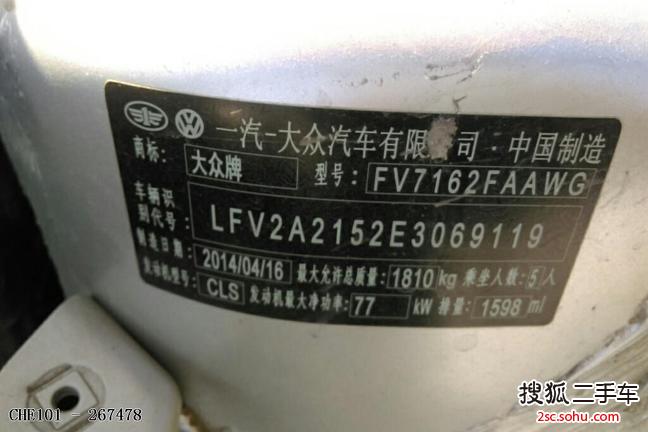 一汽-大众汽车有限 司·中国制造
商标: 大众牌 型号: FV7162FAAWG
车辆识
别代号: LFV2A2152E3069119
制造日期: 2014/04/16 最大允许总质量: 1810 kg 乘坐人数: 5 人
发动机型号: CLS 发动机最大净功率: 77 kW 排量: 1598 ml
CHE101 - 267478
搜狐 二手车
2sc.sohu.com